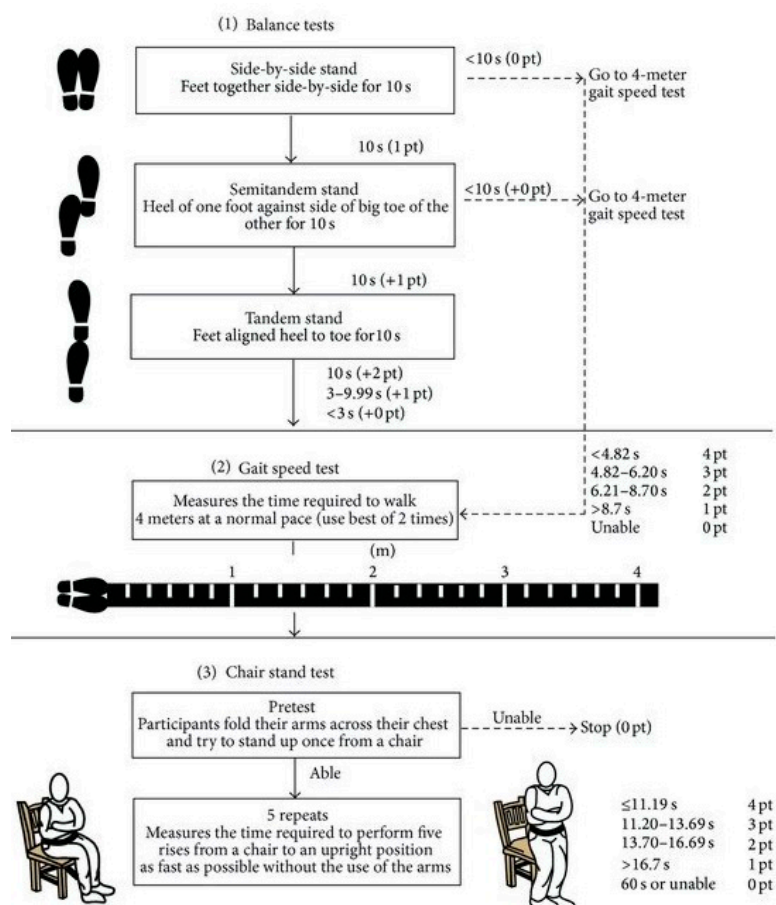 (1) Balance tests
Side-by-side stand
Feet together side-by-side for 10 s
<10 s (0 pt)
Go to 4-meter
gait speed test
10 s (1 pt)
Semitandem stand
Heel of one foot against side of big toe of the
other for 10 s
<10 s (+0 pt)
Go to 4-meter
gait speed test
10 s (+1 pt)
Tandem stand
Feet aligned heel to toe for10 s
10 s (+2 pt)
3–9.99 s (+1 pt)
<3 s (+0 pt)
(2) Gait speed test
Measures the time required to walk
4 meters at a normal pace (use best of 2 times)
<4.82 s 4 pt
4.82–6.20 s 3 pt
6.21–8.70 s 2 pt
>8.7 s 1 pt
Unable 0 pt
(m)
1 2 3 4
(3) Chair stand test
Pretest
Participants fold their arms across their chest
and try to stand up once from a chair
Unable
Stop (0 pt)
Able
5 repeats
Measures the time required to perform five
rises from a chair to an upright position
as fast as possible without the use of the arms
≤11.19 s 4 pt
11.20–13.69 s 3 pt
13.70–16.69 s 2 pt
>16.7 s 1 pt
60 s or unable 0 pt